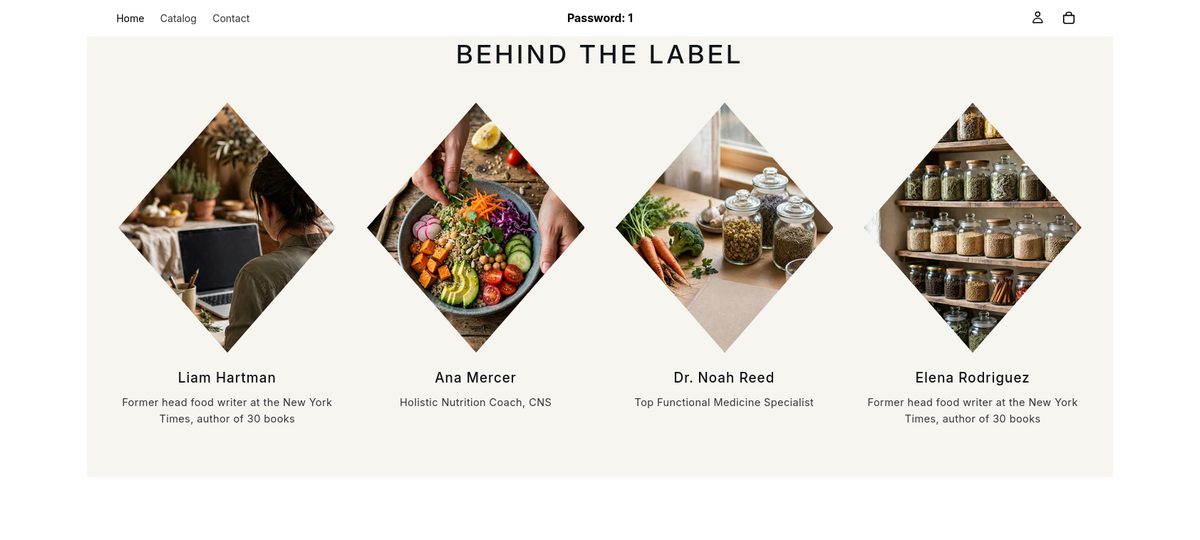 Home Catalog Contact Password: 1
BEHIND THE LABEL
Liam Hartman
Former head food writer at the New York
Times, author of 30 books
Ana Mercer
Holistic Nutrition Coach, CNS
Dr. Noah Reed
Top Functional Medicine Specialist
Elena Rodriguez
Former head food writer at the New York
Times, author of 30 books